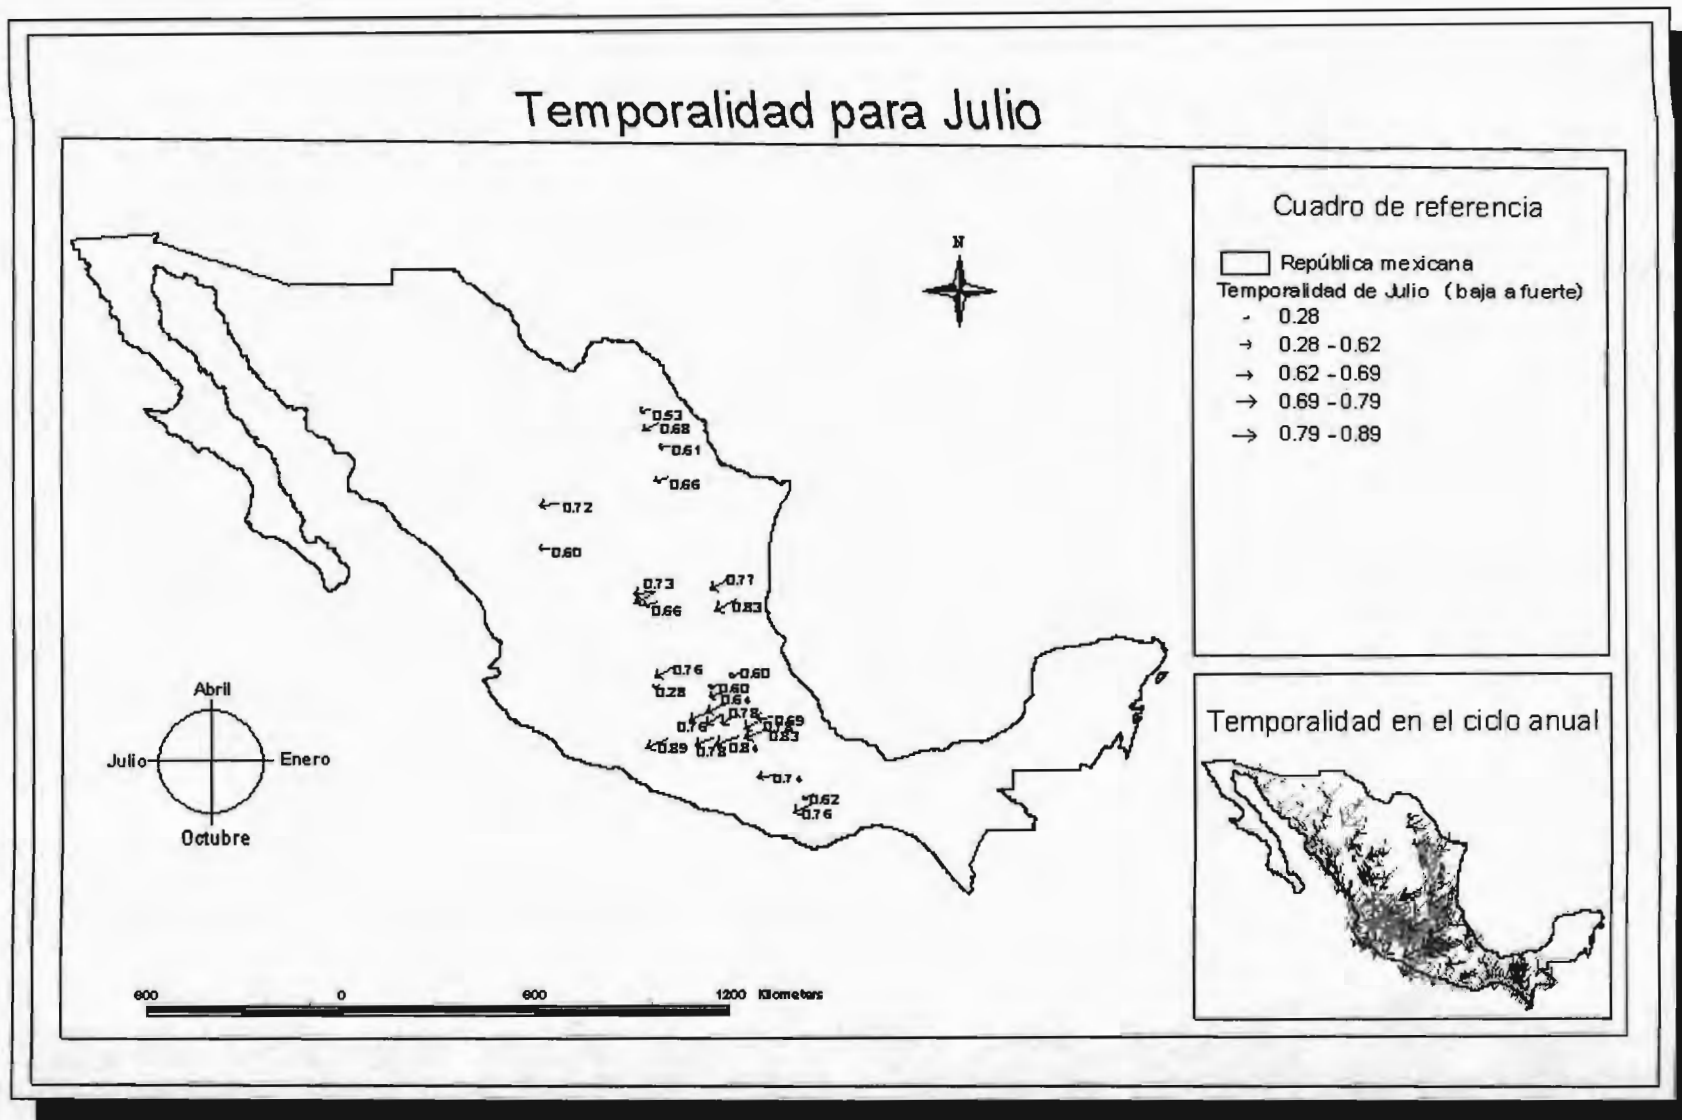 Temporalidad para Julio
Cuadro de referencia
República mexicana
Temporalidad de Julio (baja a fuerte)
0.28
0.28 - 0.62
0.62 - 0.69
0.69 - 0.79
0.79 - 0.89
N
0.53
0.68
0.61
0.66
0.72
0.60
0.73
0.66
0.77
0.83
0.76
0.28
0.60
0.60
0.64
0.78
0.76
0.69
0.83
0.89
0.78
0.84
0.74
0.62
0.76
Abril
Julio
Enero
Octubre
Temporalidad en el ciclo anual
600 0 600 1200 Kilometers